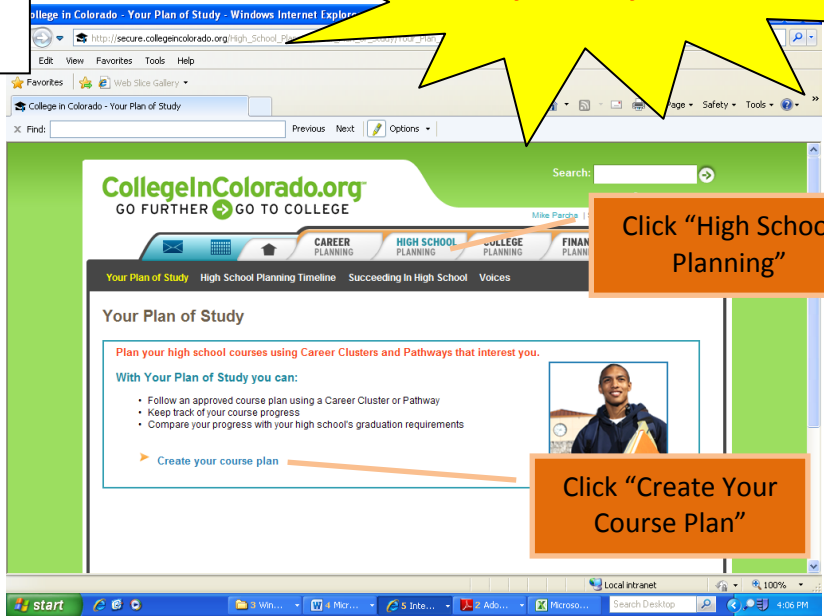 College in Colorado - Your Plan of Study - Windows Internet Explorer
http://secure.collegeincolorado.org/High_School_
Edit View Favorites Tools Help
Favorites Web Slice Gallery
College in Colorado - Your Plan of Study
Page Safety Tools
X Find: Previous Next Options
Search:
CollegeInColorado.org
GO FURTHER GO TO COLLEGE
Mike Parcha |
CAREER PLANNING
HIGH SCHOOL PLANNING
COLLEGE PLANNING
Click "High School
Planning"
Your Plan of Study High School Planning Timeline Succeeding In High School Voices
Your Plan of Study
Plan your high school courses using Career Clusters and Pathways that interest you.
With Your Plan of Study you can:
• Follow an approved course plan using a Career Cluster or Pathway
• Keep track of your course progress
• Compare your progress with your high school's graduation requirements
Create your course plan
Click "Create Your
Course Plan"
Local intranet 100%
start 3 Win... 4 Micr... 5 Inte... 2 Ado... Microso... Search Desktop 4:06 PM